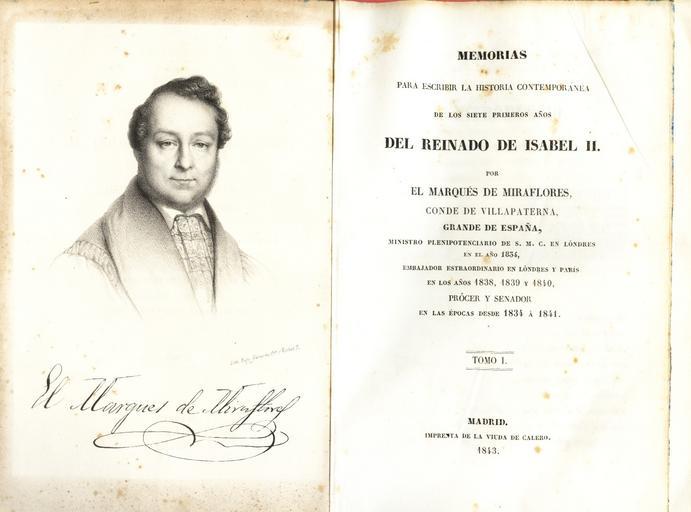 El Marques de Miraflores
MEMORIAS
PARA ESCRIBIR LA HISTORIA CONTEMPORANEA
DE LOS SIETE PRIMEROS AÑOS
DEL REINADO DE ISABEL II.
POR
EL MARQUÉS DE MIRAFLORES,
CONDE DE VILLAPATERNA,
GRANDE DE ESPAÑA,
MINISTRO PLENIPOTENCIARIO DE S. M. C. EN LÓNDRES
EN EL AÑO 1834,
EMBAJADOR ESTRAORDINARIO EN LÓNDRES Y PARÍS
EN LOS AÑOS 1838, 1839 Y 1840,
PRÓCER Y SENADOR
EN LAS ÉPOCAS DESDE 1834 Á 1841.
TOMO I.
MADRID.
IMPRENTA DE LA VIUDA DE CALERO.
1843.